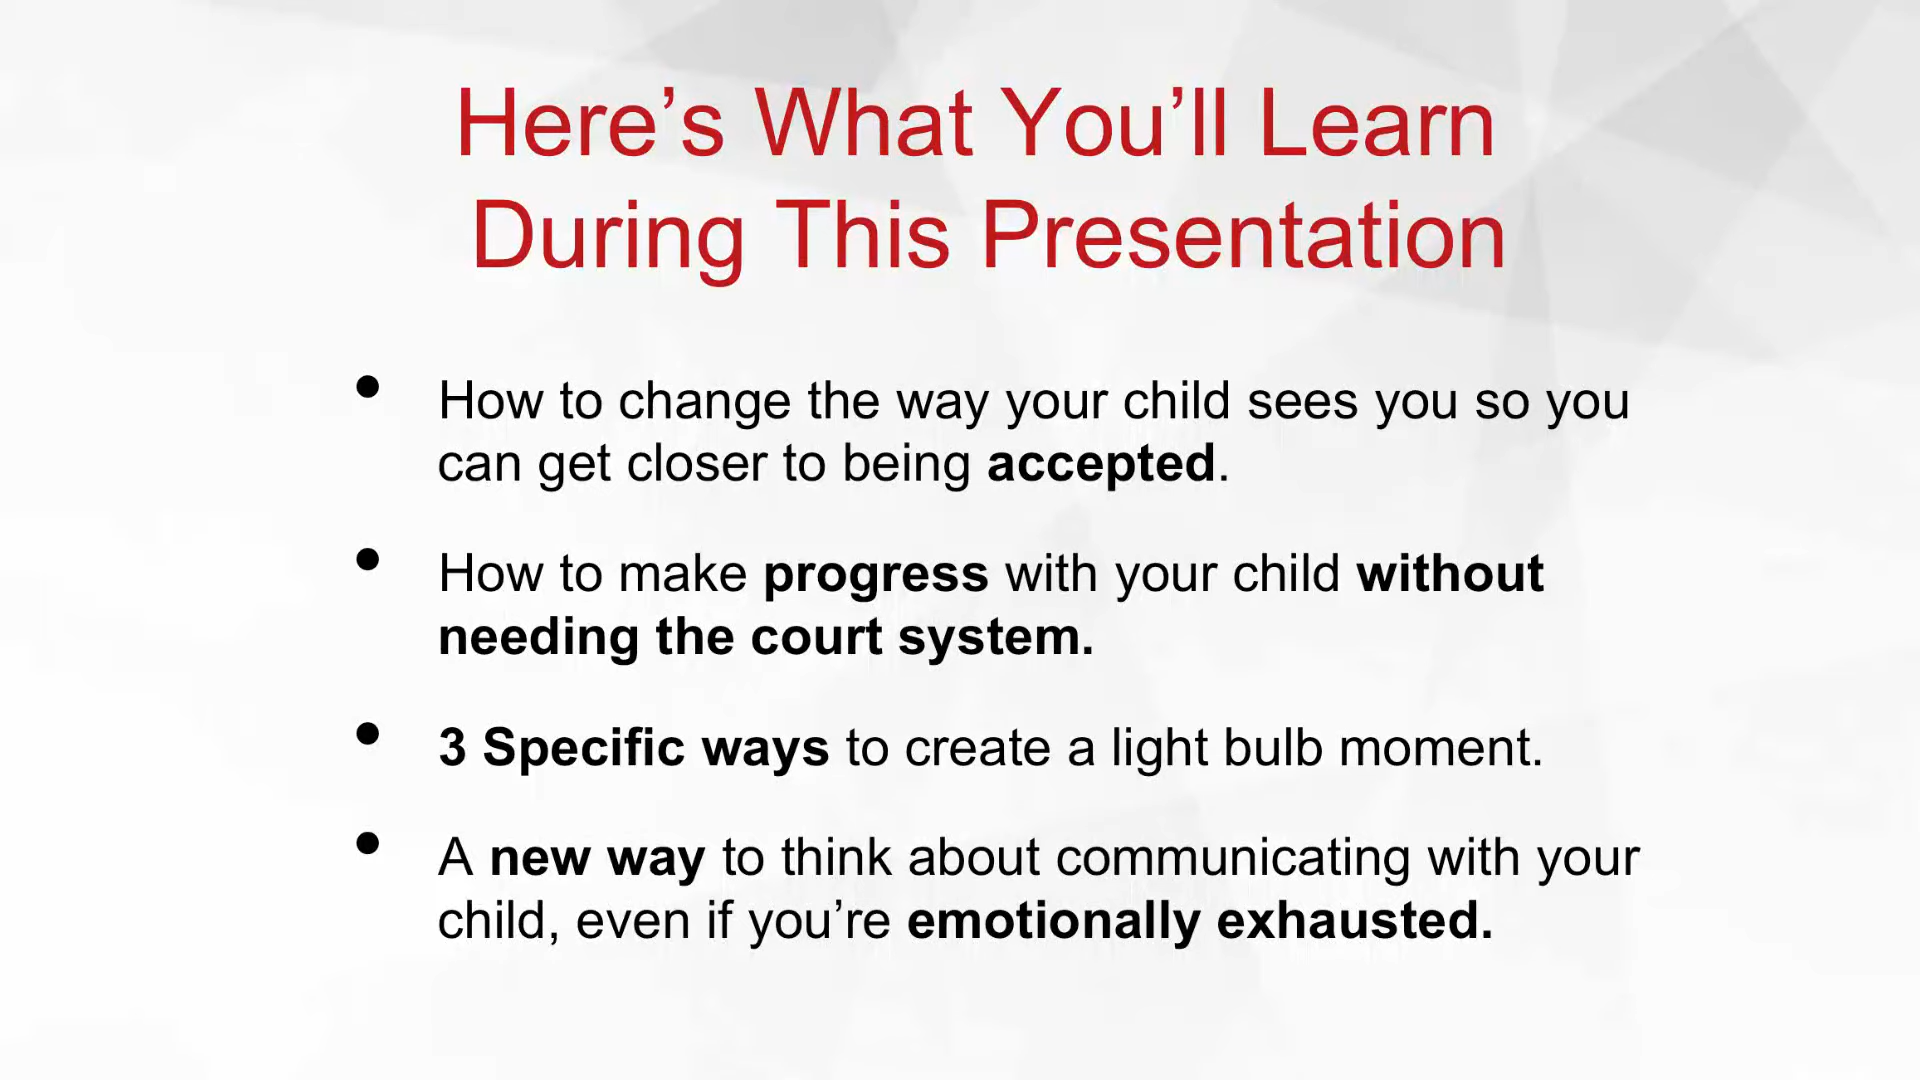 Here’s What You’ll Learn
During This Presentation
• How to change the way your child sees you so you
can get closer to being accepted.
• How to make progress with your child without
needing the court system.
• 3 Specific ways to create a light bulb moment.
• A new way to think about communicating with your
child, even if you’re emotionally exhausted.